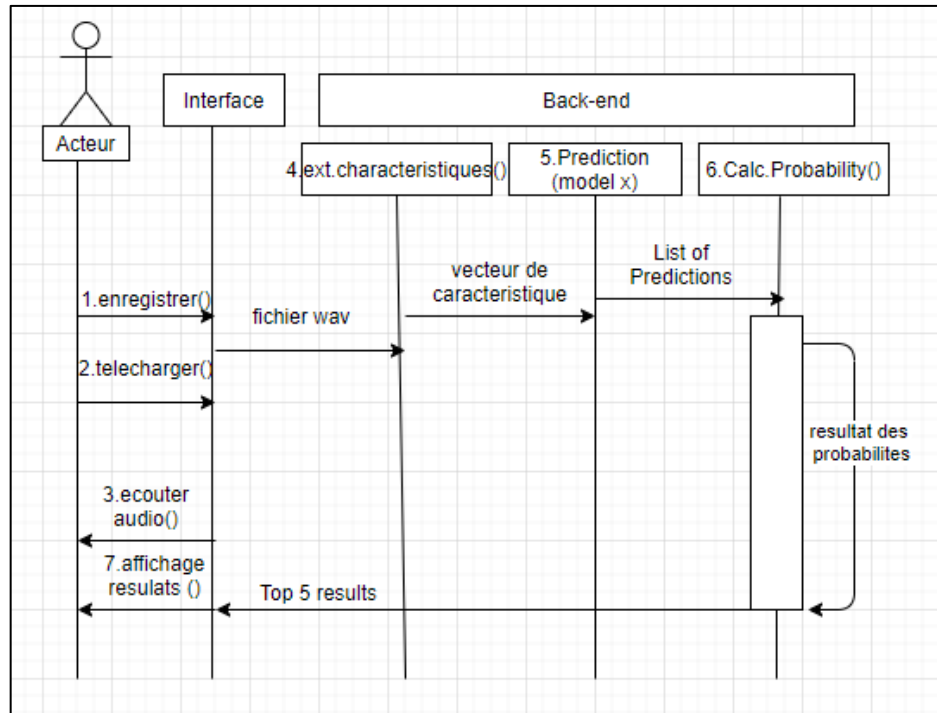 Interface
Back-end
Acteur
4.ext.characteristiques()
5.Prediction
(model x)
6.Calc.Probability()
List of
Predictions
vecteur de
caracteristique
1.enregistrer()
fichier wav
2.telecharger()
resultat des
probabilites
3.ecouter
audio()
7.affichage
resulats ()
Top 5 results